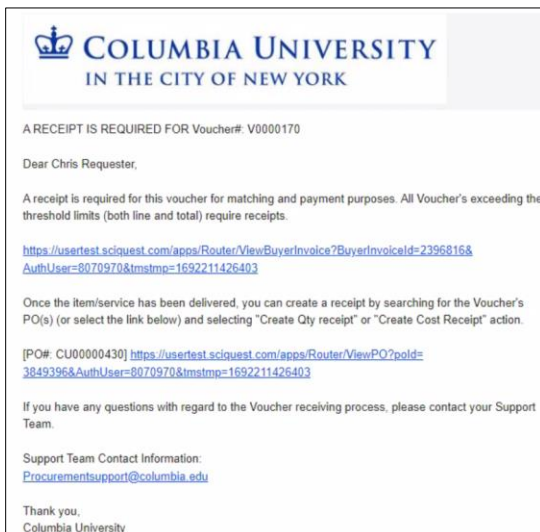 COLUMBIA UNIVERSITY
IN THE CITY OF NEW YORK
A RECEIPT IS REQUIRED FOR Voucher#: V0000170
Dear Chris Requester,
A receipt is required for this voucher for matching and payment purposes. All Voucher's exceeding the
threshold limits (both line and total) require receipts.
https://usertest.sciquest.com/apps/Router/ViewBuyerInvoice?BuyerInvoiceId=2396816&
AuthUser=8070970&tmstmp=1692211426403
Once the item/service has been delivered, you can create a receipt by searching for the Voucher's
PO(s) (or select the link below) and selecting "Create Qty receipt" or "Create Cost Receipt" action.
[PO#: CU00000430] https://usertest.sciquest.com/apps/Router/ViewPO?poId=
3849396&AuthUser=8070970&tmstmp=1692211426403
If you have any questions with regard to the Voucher receiving process, please contact your Support
Team.
Support Team Contact Information:
Procurementsupport@columbia.edu
Thank you,
Columbia University